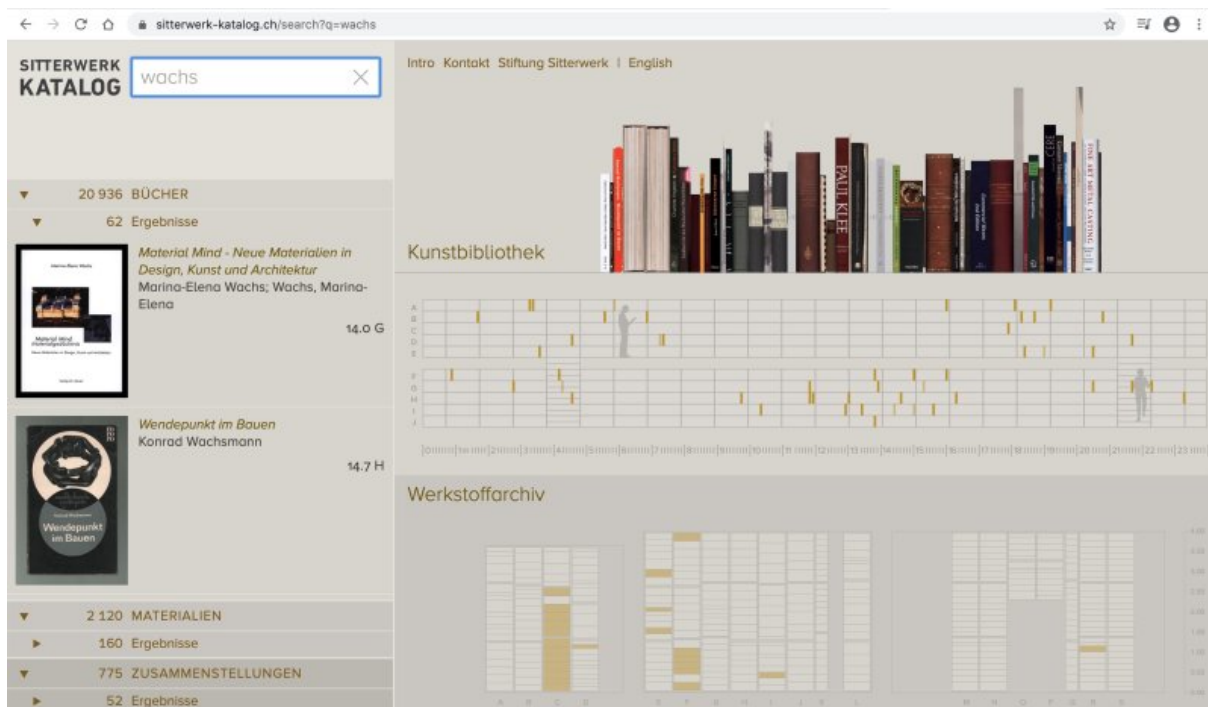 sitterwerk-katalog.ch/search?q=wachs
SITTERWERK
KATALOG
wachs
Intro Kontakt Stiftung Sitterwerk | English
20 936 BÜCHER
62 Ergebnisse
Material Mind - Neue Materialien in
Design, Kunst und Architektur
Marina-Elena Wachs; Wachs, Marina-
Elena
14.0 G
Wendepunkt im Bauen
Konrad Wachsmann
14.7 H
Wendepunkt
im Bauen
2 120 MATERIALIEN
160 Ergebnisse
775 ZUSAMMENSTELLUNGEN
52 Ergebnisse
PAUL KLEE
FINE ART METAL CASTING
Kunstbibliothek
A
B
C
D
E
F
G
H
I
J
Werkstoffarchiv